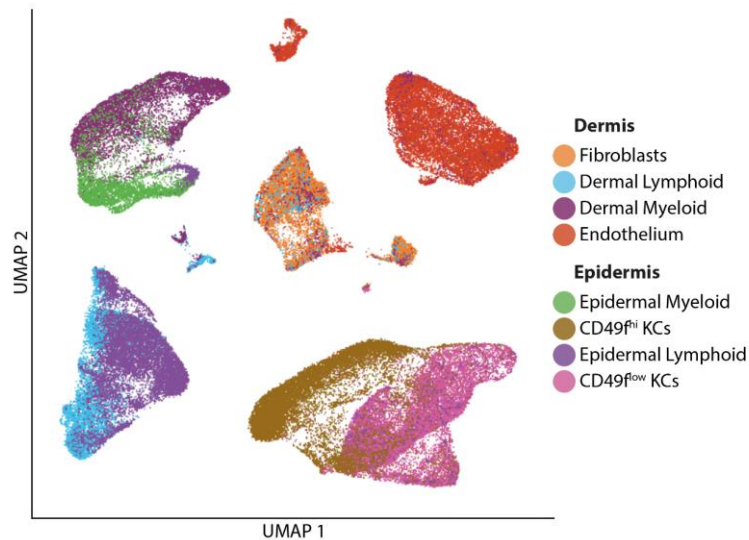 Dermis
Fibroblasts
Dermal Lymphoid
Dermal Myeloid
Endothelium
Epidermis
Epidermal Myeloid
CD49fʰⁱ KCs
Epidermal Lymphoid
CD49fˡᵒʷ KCs
UMAP 2
UMAP 1